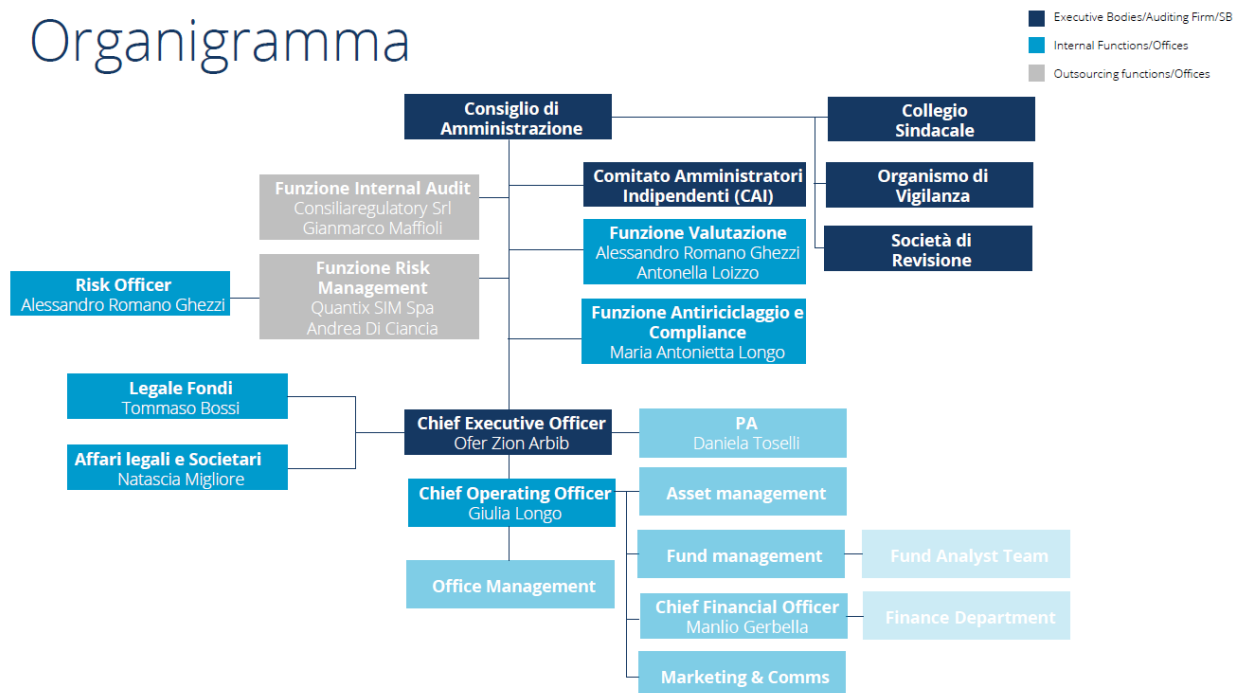 Organigramma
Executive Bodies/Auditing Firm/SB
Internal Functions/Offices
Outsourcing functions/Offices
Consiglio di
Amministrazione
Collegio
Sindacale
Comitato Amministratori
Indipendenti (CAI)
Organismo di
Vigilanza
Funzione Internal Audit
Consiliaregulatory Srl
Gianmarco Maffioli
Funzione Valutazione
Alessandro Romano Ghezzi
Antonella Loizzo
Società di
Revisione
Risk Officer
Alessandro Romano Ghezzi
Funzione Risk
Management
Quantix SIM Spa
Andrea Di Ciancia
Funzione Antiriciclaggio e
Compliance
Maria Antonietta Longo
Legale Fondi
Tommaso Bossi
Affari legali e Societari
Natascia Migliore
Chief Executive Officer
Ofer Zion Arbib
PA
Daniela Toselli
Chief Operating Officer
Giulia Longo
Asset management
Fund management
Fund Analyst Team
Office Management
Chief Financial Officer
Manlio Gerbella
Finance Department
Marketing & Comms